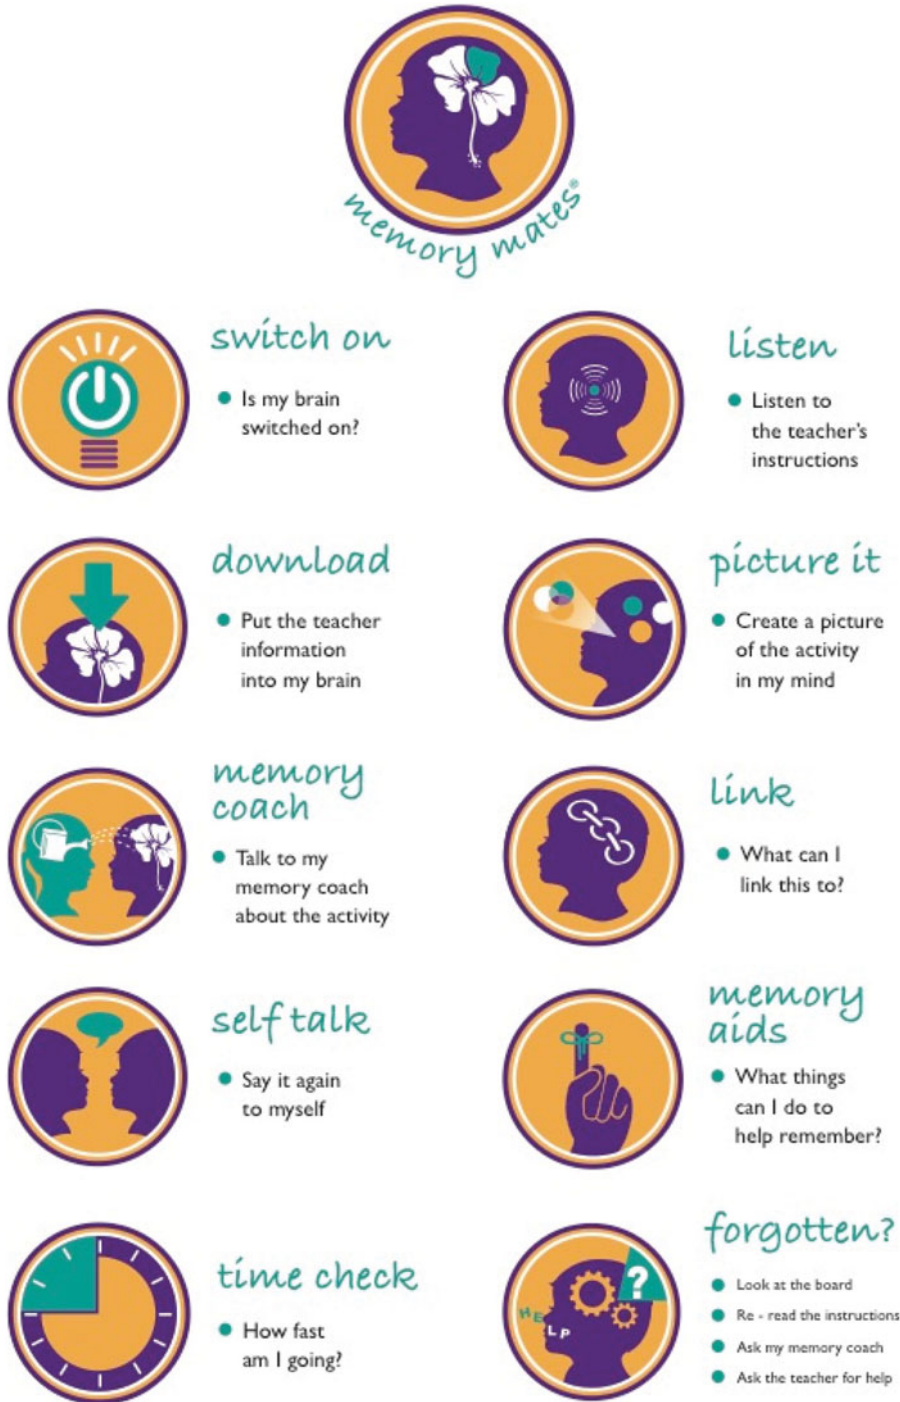 memory mates®
switch on
Is my brain
switched on?
listen
Listen to
the teacher's
instructions
download
Put the teacher
information
into my brain
picture it
Create a picture
of the activity
in my mind
memory
coach
Talk to my
memory coach
about the activity
link
What can I
link this to?
self talk
Say it again
to myself
memory
aids
What things
can I do to
help remember?
time check
How fast
am I going?
HELP
?
forgotten?
Look at the board
Re - read the instructions
Ask my memory coach
Ask the teacher for help